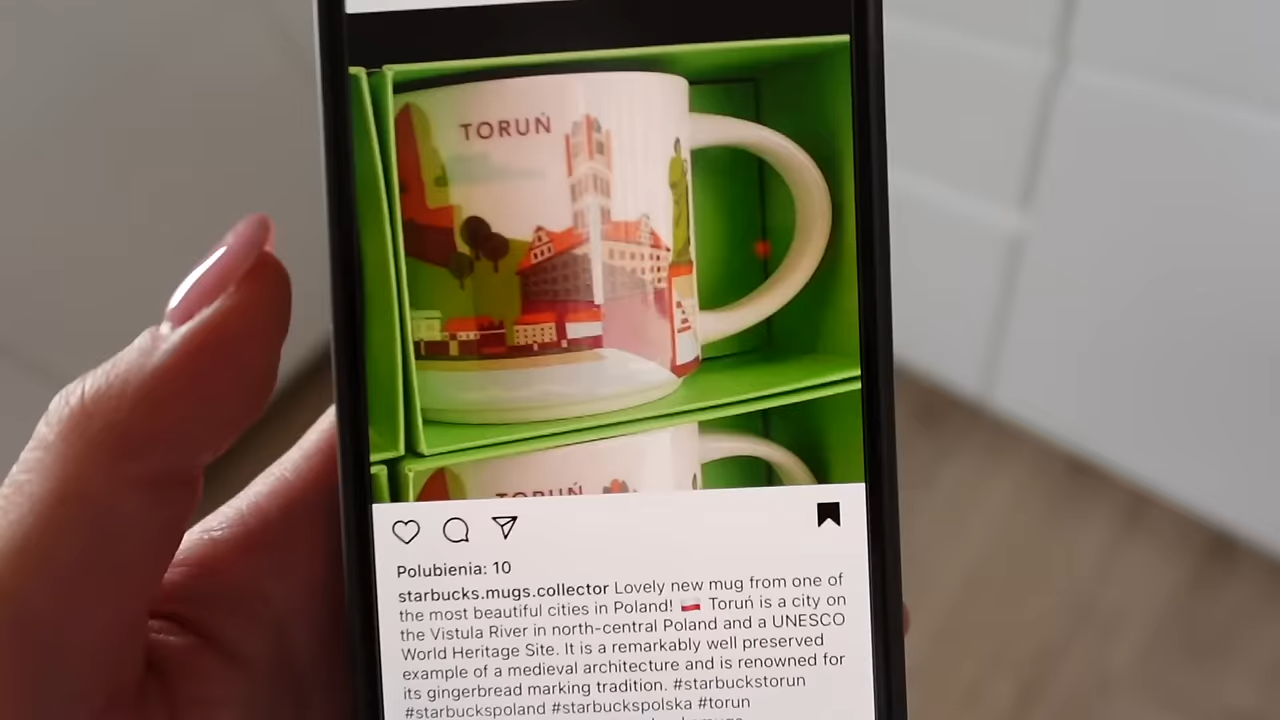 TORUŃ
TORUŃ
Polubienia: 10
starbucks.mugs.collector Lovely new mug from one of
the most beautiful cities in Poland! 🇵🇱 Toruń is a city on
the Vistula River in north-central Poland and a UNESCO
World Heritage Site. It is a remarkably well preserved
example of a medieval architecture and is renowned for
its gingerbread marking tradition. #starbuckstorun
#starbuckspoland #starbuckspolska #torun